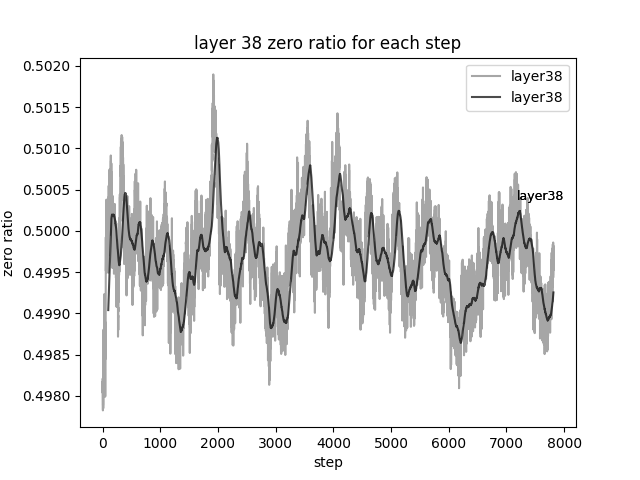 layer 38 zero ratio for each step
layer38
layer38
layer38
zero ratio
0.5020
0.5015
0.5010
0.5005
0.5000
0.4995
0.4990
0.4985
0.4980
0 1000 2000 3000 4000 5000 6000 7000 8000
step